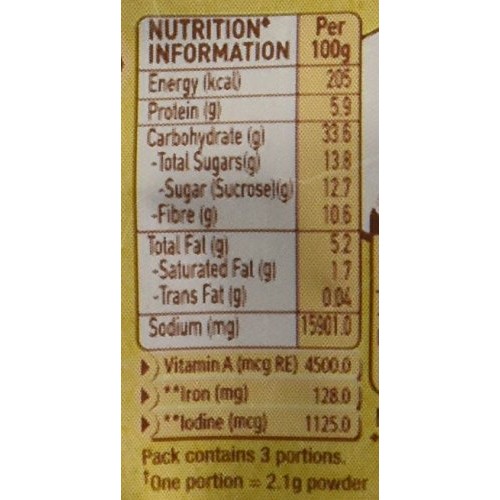 NUTRITION♦ Per
INFORMATION 100g
Energy (kcal) 205
Protein (g) 5.9
Carbohydrate (g) 33.6
-Total Sugars(g) 13.8
-Sugar (Sucrose)(g) 12.7
-Fibre (g) 10.6
Total Fat (g) 5.2
-Saturated Fat (g) 1.7
-Trans Fat (g) 0.04
Sodium (mg) 15901.0
Vitamin A (mcg RE) 4500.0
**Iron (mg) 128.0
**Iodine (mcg) 1125.0
Pack contains 3 portions.
†One portion = 2.1g powder